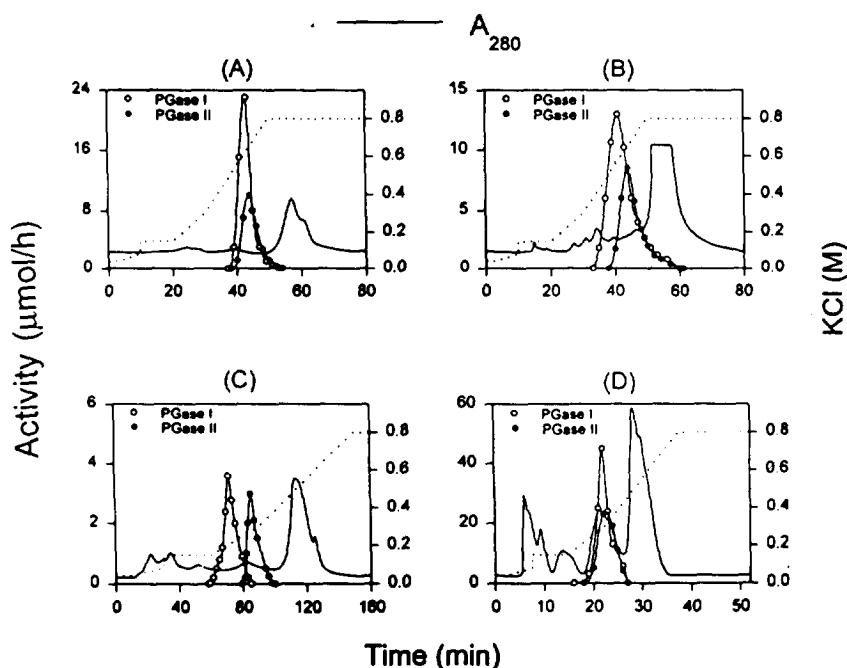 A280
(A) (B)
24 PGase I PGase II 0.8
16 0.6
8 0.4
0 0.2
0.0
0 20 40 60 80
15 PGase I PGase II 0.8
10 0.6
5 0.4
0 0.2
0.0
0 20 40 60 80
Activity (μmol/h)
KCl (M)
(C) (D)
6 PGase I PGase II 0.8
4 0.6
2 0.4
0 0.2
0.0
0 40 80 120 160
60 PGase I PGase II 0.8
40 0.6
20 0.4
0 0.2
0.0
0 10 20 30 40 50
Time (min)